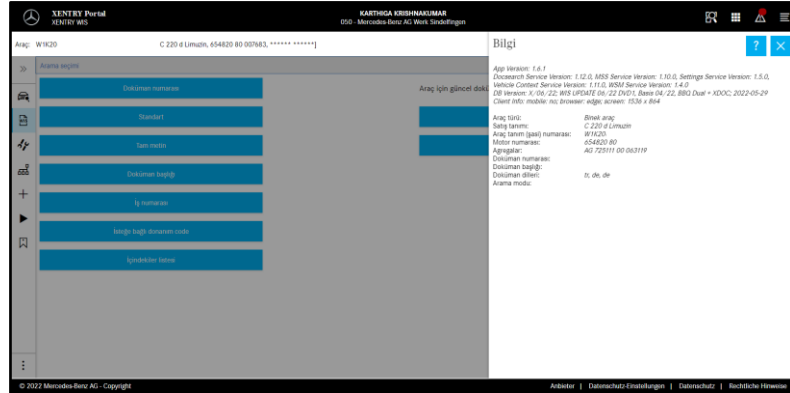 XENTRY Portal
XENTRY WIS
KARTHIGA KRISHNAKUMAR
050 - Mercedes-Benz AG Werk Sindelfingen
Araç: W1K20 C 220 d Limuzin, 654820 80 007683, ****** ******]
Arama seçimi
Doküman numarası
Standart
Tam metin
Doküman başlığı
İş numarası
İsteğe bağlı donanım code
İçindekiler listesi
Araç için güncel dokü
Bilgi
?
App Version: 1.6.1
Docsearch Service Version: 1.12.0, MSS Service Version: 1.10.0, Settings Service Version: 1.5.0,
Vehicle Context Service Version: 1.11.0, WSM Service Version: 1.4.0
DB Version: X/06/22; WIS UPDATE 06/22 DVD1, Basis 04/22, BBQ Dual + XDOC; 2022-05-29
Client Info: mobile: no; browser: edge; screen: 1536 x 864
Araç türü: Binek araç
Satış tanımı: C 220 d Limuzin
Araç tanım (şasi) numarası: W1K20
Motor numarası: 654820 80
Agregalar: AG 725111 00 063119
Doküman numarası:
Doküman başlığı:
Doküman dilleri: tr, de, de
Arama modu:
© 2022 Mercedes-Benz AG - Copyright
Anbieter | Datenschutz-Einstellungen | Datenschutz | Rechtliche Hinweise